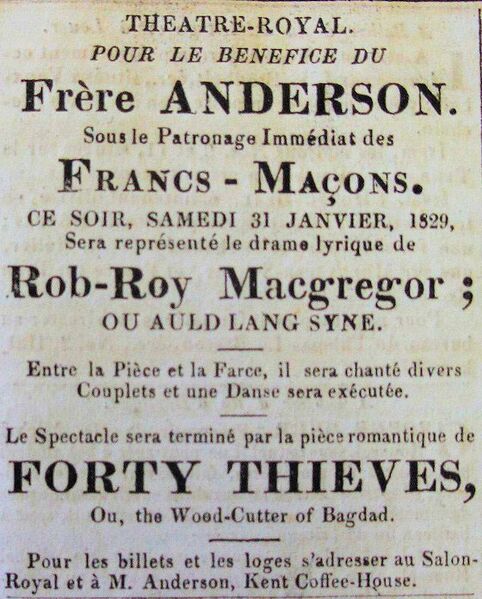 THEATRE-ROYAL.
POUR LE BENEFICE DU
Frère ANDERSON.
Sous le Patronage Immédiat des
FRANCS - MAÇONS.
CE SOIR, SAMEDI 31 JANVIER, 1829,
Sera représenté le drame lyrique de
Rob-Roy Macgregor ;
OU AULD LANG SYNE.
Entre la Pièce et la Farce, il sera chanté divers
Couplets et une Danse sera exécutée.
Le Spectacle sera terminé par la pièce romantique de
FORTY THIEVES,
Ou, the Wood-Cutter of Bagdad.
Pour les billets et les loges s'adresser au Salon-
Royal et à M. Anderson, Kent Coffee-House.